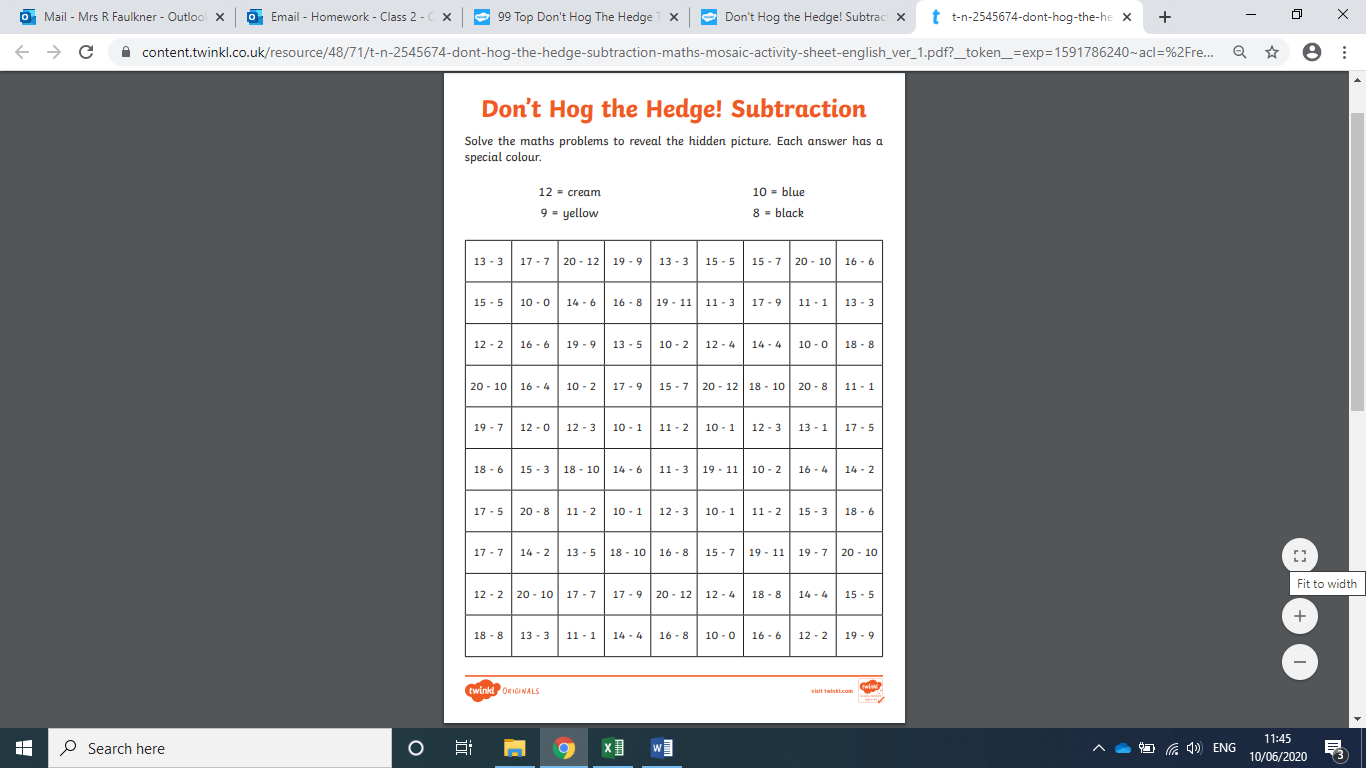 Mail - Mrs R Faulkner - Outloo
Email - Homework - Class 2 - C
99 Top Don't Hog The Hedge T
Don't Hog the Hedge! Subtrac
t-n-2545674-dont-hog-the-he
content.twinkl.co.uk/resource/48/71/t-n-2545674-dont-hog-the-hedge-subtraction-maths-mosaic-activity-sheet-english_ver_1.pdf?__token__=exp=1591786240~acl=%2Fre...
Don't Hog the Hedge! Subtraction
Solve the maths problems to reveal the hidden picture. Each answer has a
special colour.
12 = cream 10 = blue
9 = yellow 8 = black
13 - 3 17 - 7 20 - 12 19 - 9 13 - 3 15 - 5 15 - 7 20 - 10 16 - 6
15 - 5 10 - 0 14 - 6 16 - 8 19 - 11 11 - 3 17 - 9 11 - 1 13 - 3
12 - 2 16 - 6 19 - 9 13 - 5 10 - 2 12 - 4 14 - 4 10 - 0 18 - 8
20 - 10 16 - 4 10 - 2 17 - 9 15 - 7 20 - 12 18 - 10 20 - 8 11 - 1
19 - 7 12 - 0 12 - 3 10 - 1 11 - 2 10 - 1 12 - 3 13 - 1 17 - 5
18 - 6 15 - 3 18 - 10 14 - 6 11 - 3 19 - 11 10 - 2 16 - 4 14 - 2
17 - 5 20 - 8 11 - 2 10 - 1 12 - 3 10 - 1 11 - 2 15 - 3 18 - 6
17 - 7 14 - 2 13 - 5 18 - 10 16 - 8 15 - 7 19 - 11 19 - 7 20 - 10
12 - 2 20 - 10 17 - 7 17 - 9 20 - 12 12 - 4 18 - 8 14 - 4 15 - 5
18 - 8 13 - 3 11 - 1 14 - 4 16 - 8 10 - 0 16 - 6 12 - 2 19 - 9
twinkl ORIGINALS
visit twinkl.com
twinkl
Fit to width
Search here
ENG
11:45
10/06/2020
3